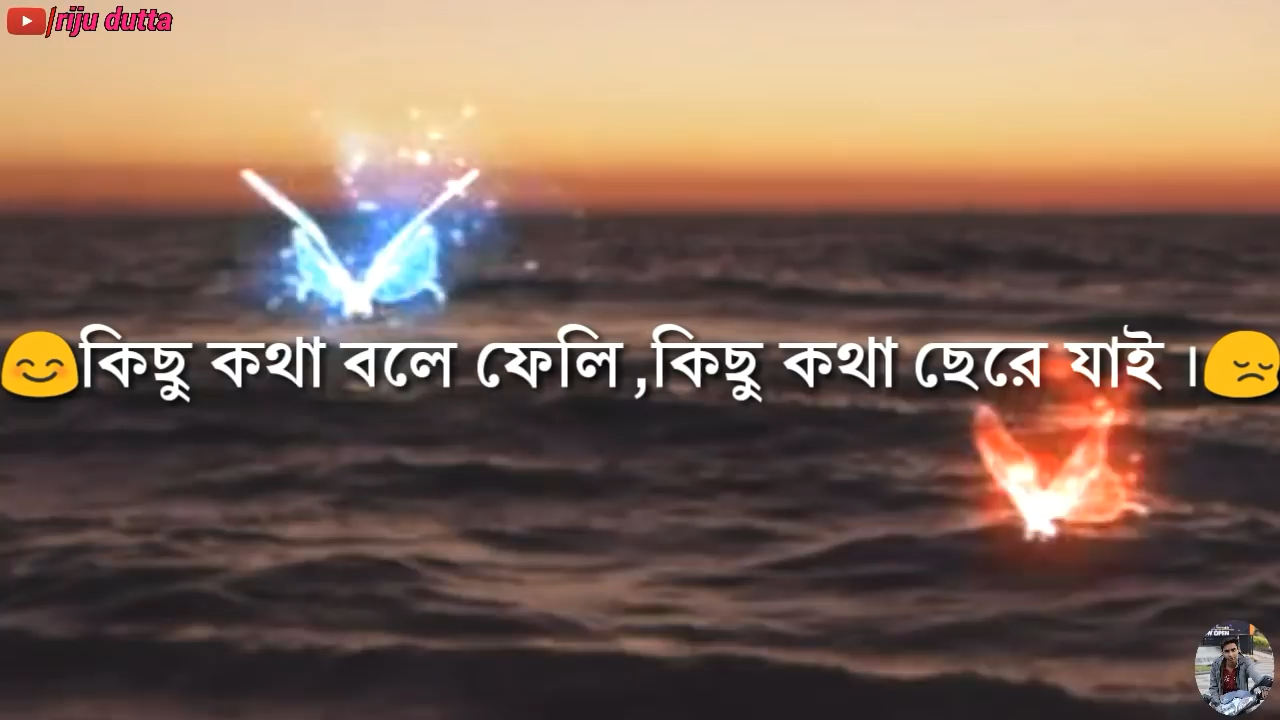 /riju dutta
😊কিছু কথা বলে ফেলি ,কিছু কথা ছেরে যাই ।😔